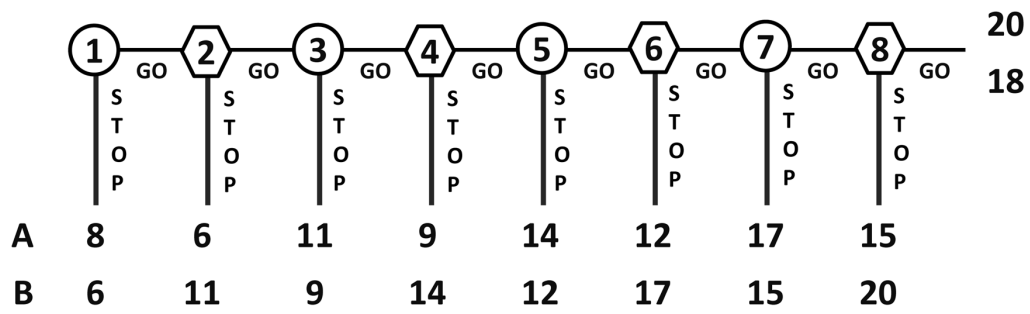 1 2 3 4 5 6 7 8 20
GO GO GO GO GO GO GO GO 18
STOP STOP STOP STOP STOP STOP STOP STOP
A 8 6 11 9 14 12 17 15
B 6 11 9 14 12 17 15 20